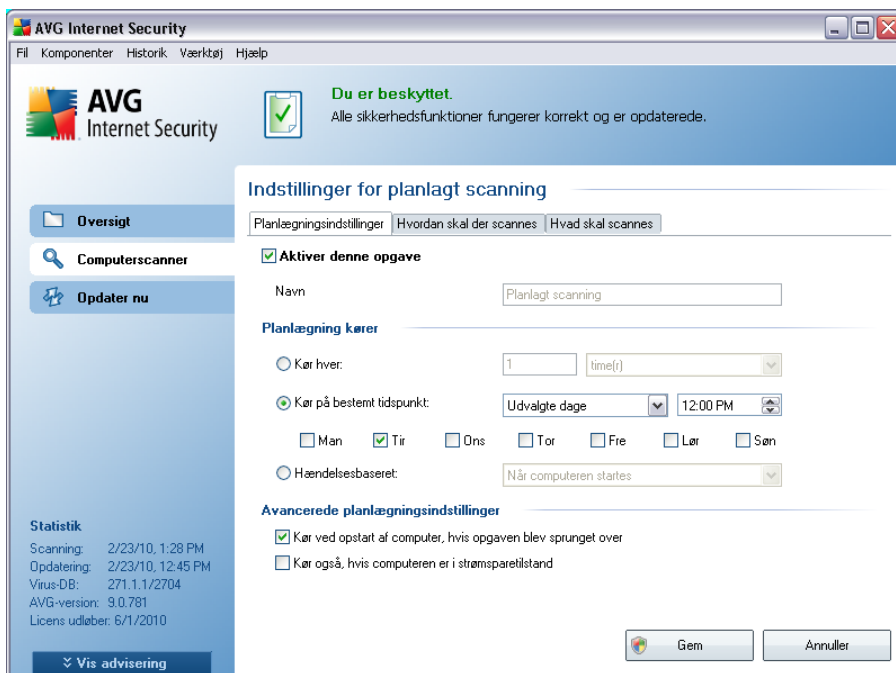 AVG Internet Security
Fil Komponenter Historik Værktøj Hjælp
AVG
Internet Security
Du er beskyttet.
Alle sikkerhedsfunktioner fungerer korrekt og er opdaterede.
Oversigt
Computerscanner
Opdater nu
Indstillinger for planlagt scanning
Planlægningsindstillinger Hvordan skal der scannes Hvad skal scannes
Aktiver denne opgave
Navn Planlagt scanning
Planlægning kører
Kør hver: 1 time(r)
Kør på bestemt tidspunkt: Udvalgte dage 12:00 PM
Man Tir Ons Tor Fre Lør Søn
Hændelsesbaseret: Når computeren startes
Avancerede planlægningsindstillinger
Kør ved opstart af computer, hvis opgaven blev sprunget over
Kør også, hvis computeren er i strømsparetilstand
Statistik
Scanning: 2/23/10, 1:28 PM
Opdatering: 2/23/10, 12:45 PM
Virus-DB: 271.1.1/2704
AVG-version: 9.0.781
Licens udløber: 6/1/2010
Vis advisering
Gem Annuller